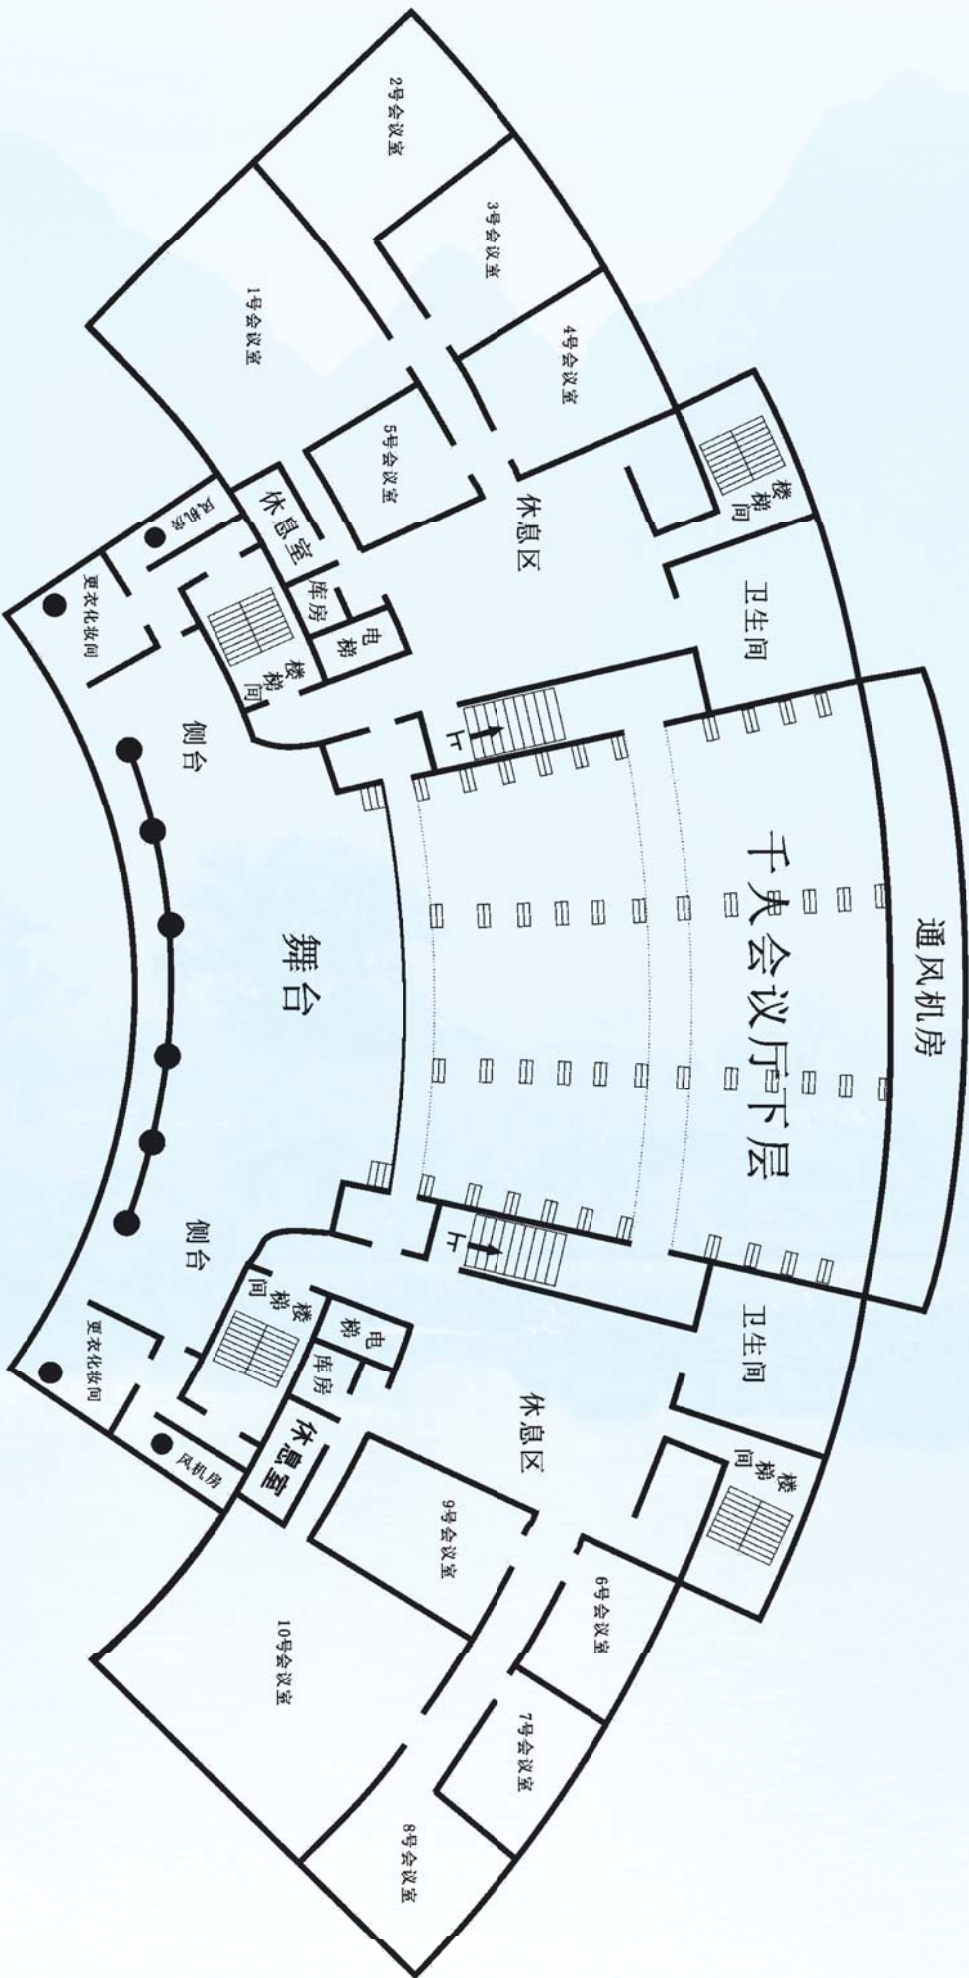 2号会议室
3号会议室
4号会议室
1号会议室
5号会议室
楼梯间
休息区
卫生间
休息室
库房
电梯
风机房
更衣化妆间
楼梯间
侧台
上
千人会议厅下层
通风机房
舞台
上
侧台
楼梯间
电梯
库房
休息室
更衣化妆间
风机房
卫生间
休息区
楼梯间
9号会议室
6号会议室
10号会议室
7号会议室
8号会议室